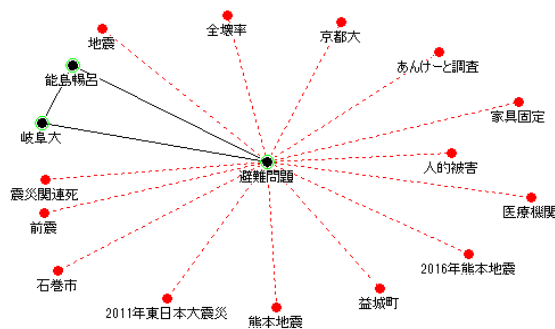 全壊率
京都大
地震
あんけーと調査
能島暢呂
家具固定
岐阜大
人的被害
避難問題
震災関連死
医療機関
前震
2016年熊本地震
石巻市
益城町
2011年東日本大震災
熊本地震